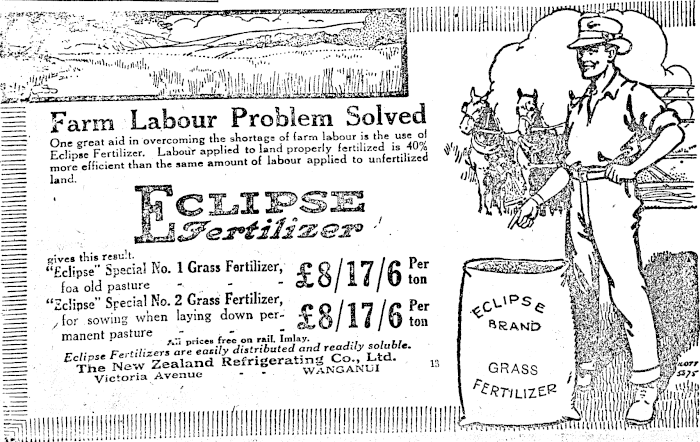 Farm Labour Problem Solved
One great aid in overcoming the shortage of farm labour is the use of
Eclipse Fertilizer. Labour applied to land properly fertilized is 40%
more efficient than the same amount of labour applied to unfertilized
land.
ECLIPSE
Fertilizer
gives this result.
"Eclipse" Special No. 1 Grass Fertilizer,
foa old pasture - - - £8/17/6 Per ton
"Eclipse" Special No. 2 Grass Fertilizer,
for sowing when laying down per-
manent pasture - - - £8/17/6 Per ton
All prices free on rail, Imlay.
Eclipse Fertilizers are easily distributed and readily soluble.
The New Zealand Refrigerating Co., Ltd.
Victoria Avenue - - WANGANUI
13
ECLIPSE
BRAND
GRASS
FERTILIZER